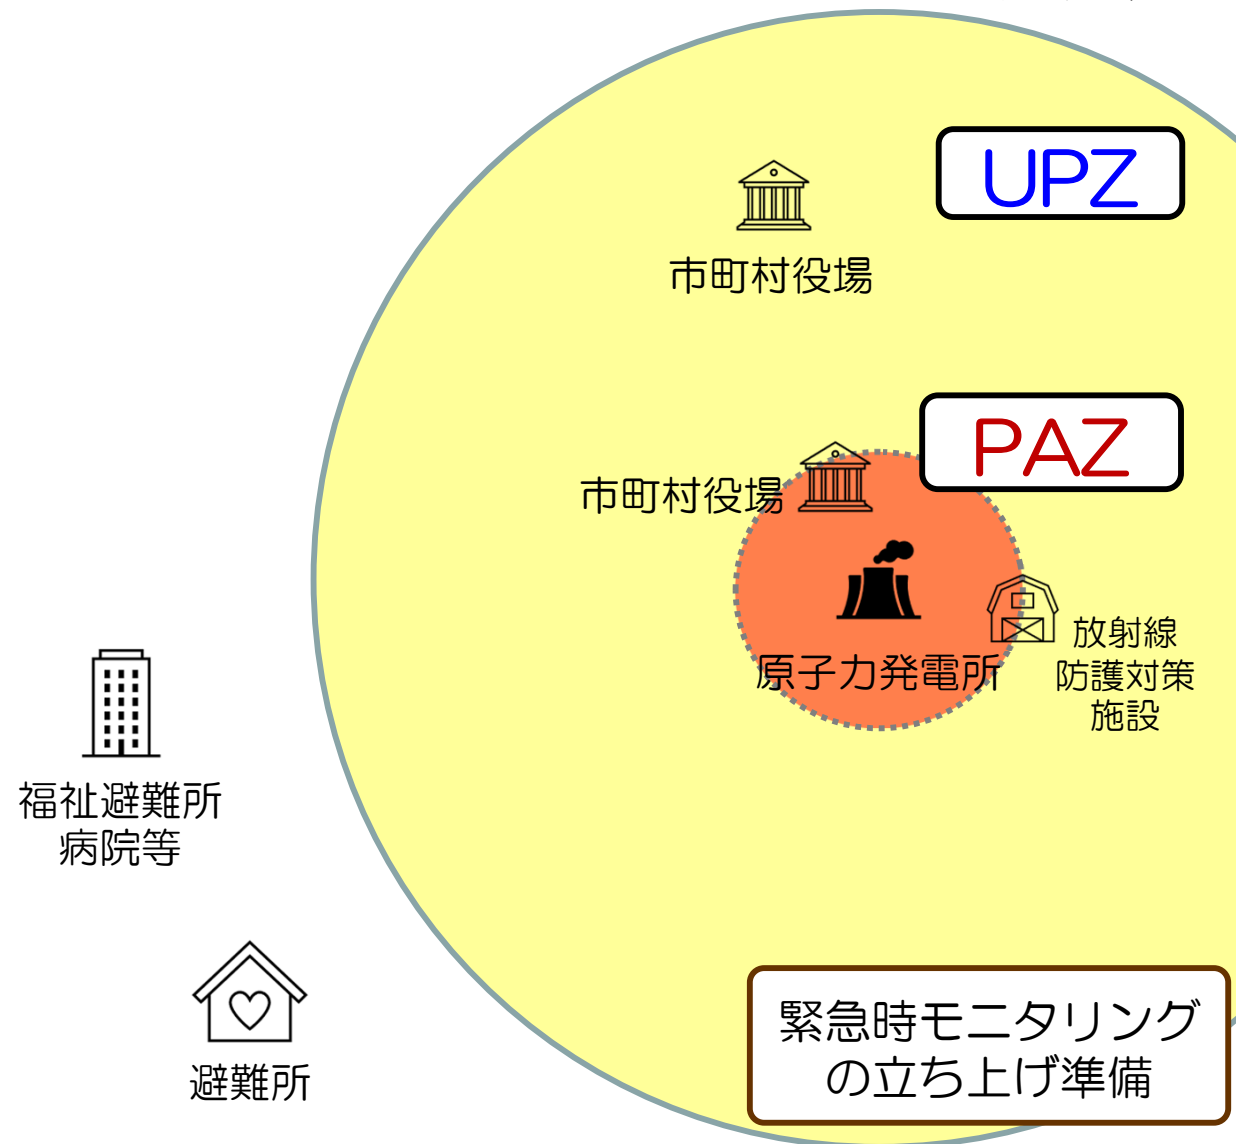 UPZ
市町村役場
PAZ
市町村役場
原子力発電所
放射線
防護対策
施設
福祉避難所
病院等
避難所
緊急時モニタリング
の立ち上げ準備